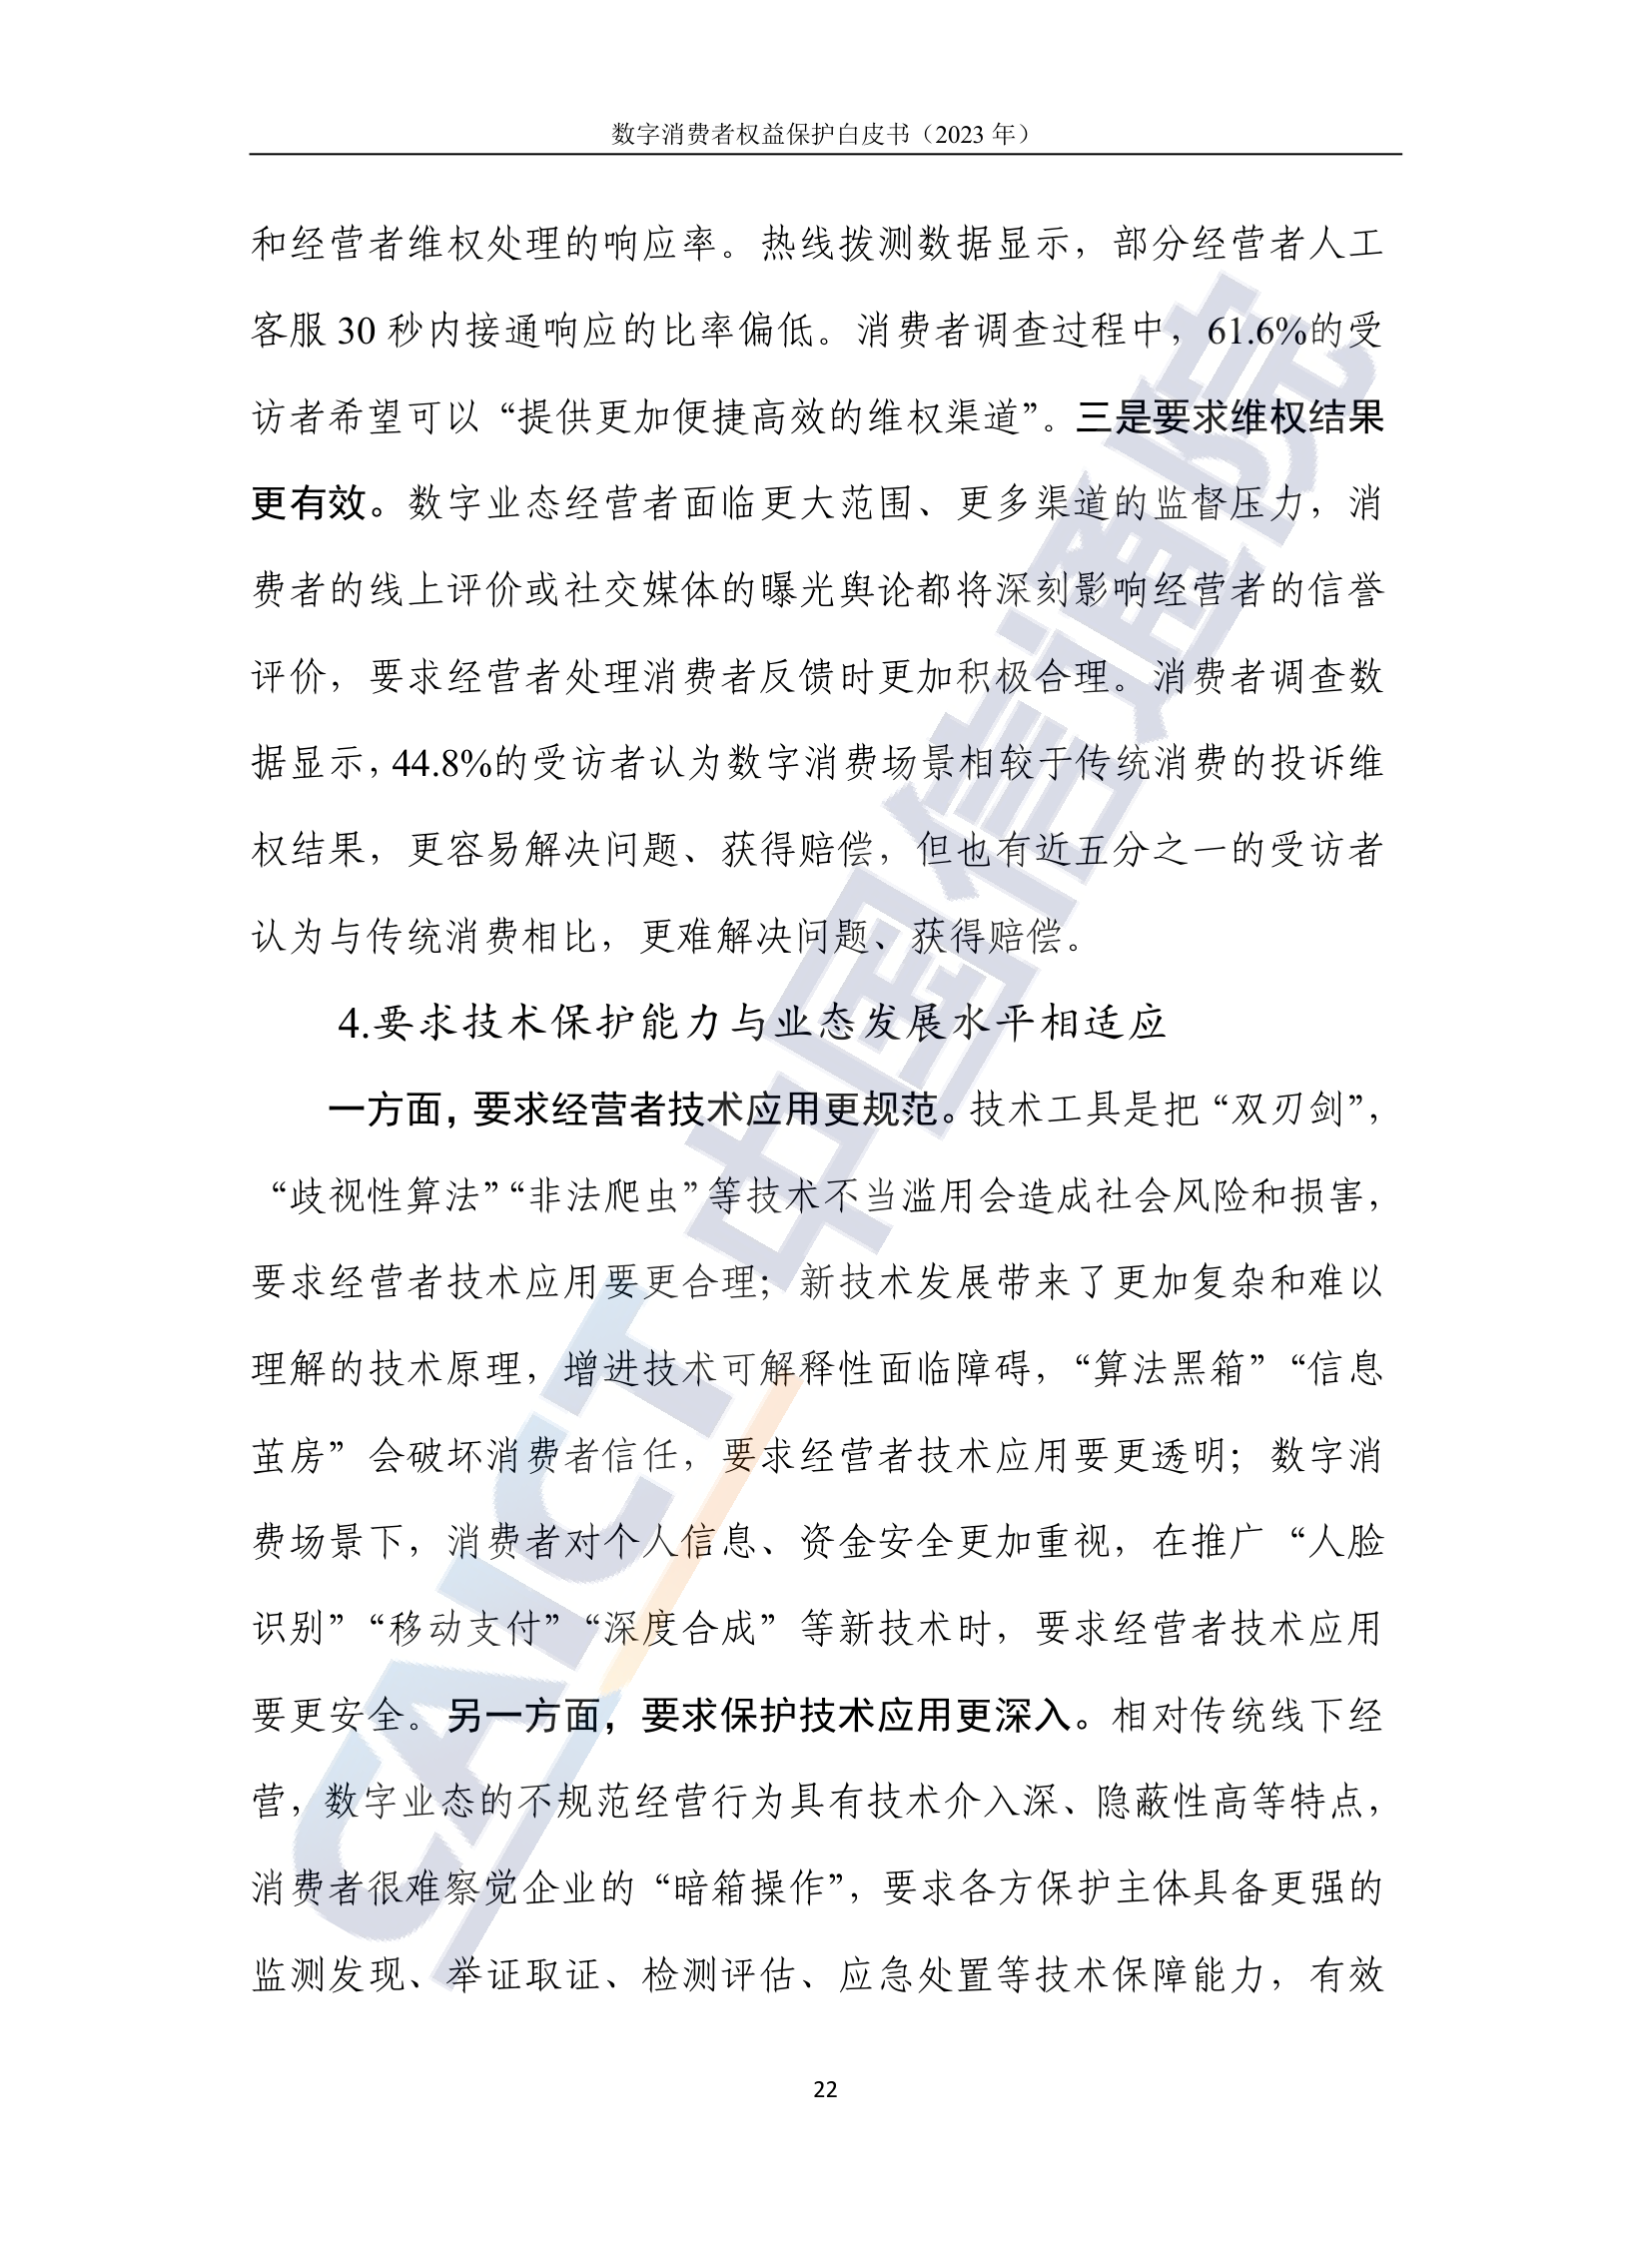 数字消费者权益保护白皮书（2023 年）
和经营者维权处理的响应率。热线拨测数据显示，部分经营者人工
客服 30 秒内接通响应的比率偏低。消费者调查过程中，61.6%的受
访者希望可以“提供更加便捷高效的维权渠道”。三是要求维权结果
更有效。数字业态经营者面临更大范围、更多渠道的监督压力，消
费者的线上评价或社交媒体的曝光舆论都将深刻影响经营者的信誉
评价，要求经营者处理消费者反馈时更加积极合理。消费者调查数
据显示，44.8%的受访者认为数字消费场景相较于传统消费的投诉维
权结果，更容易解决问题、获得赔偿，但也有近五分之一的受访者
认为与传统消费相比，更难解决问题、获得赔偿。
4.要求技术保护能力与业态发展水平相适应
一方面，要求经营者技术应用更规范。技术工具是把“双刃剑”，
“歧视性算法”“非法爬虫”等技术不当滥用会造成社会风险和损害，
要求经营者技术应用要更合理；新技术发展带来了更加复杂和难以
理解的技术原理，增进技术可解释性面临障碍，“算法黑箱”“信息
茧房”会破坏消费者信任，要求经营者技术应用要更透明；数字消
费场景下，消费者对个人信息、资金安全更加重视，在推广“人脸
识别”“移动支付”“深度合成”等新技术时，要求经营者技术应用
要更安全。另一方面，要求保护技术应用更深入。相对传统线下经
营，数字业态的不规范经营行为具有技术介入深、隐蔽性高等特点，
消费者很难察觉企业的“暗箱操作”，要求各方保护主体具备更强的
监测发现、举证取证、检测评估、应急处置等技术保障能力，有效
22
CAICT 中国信通院